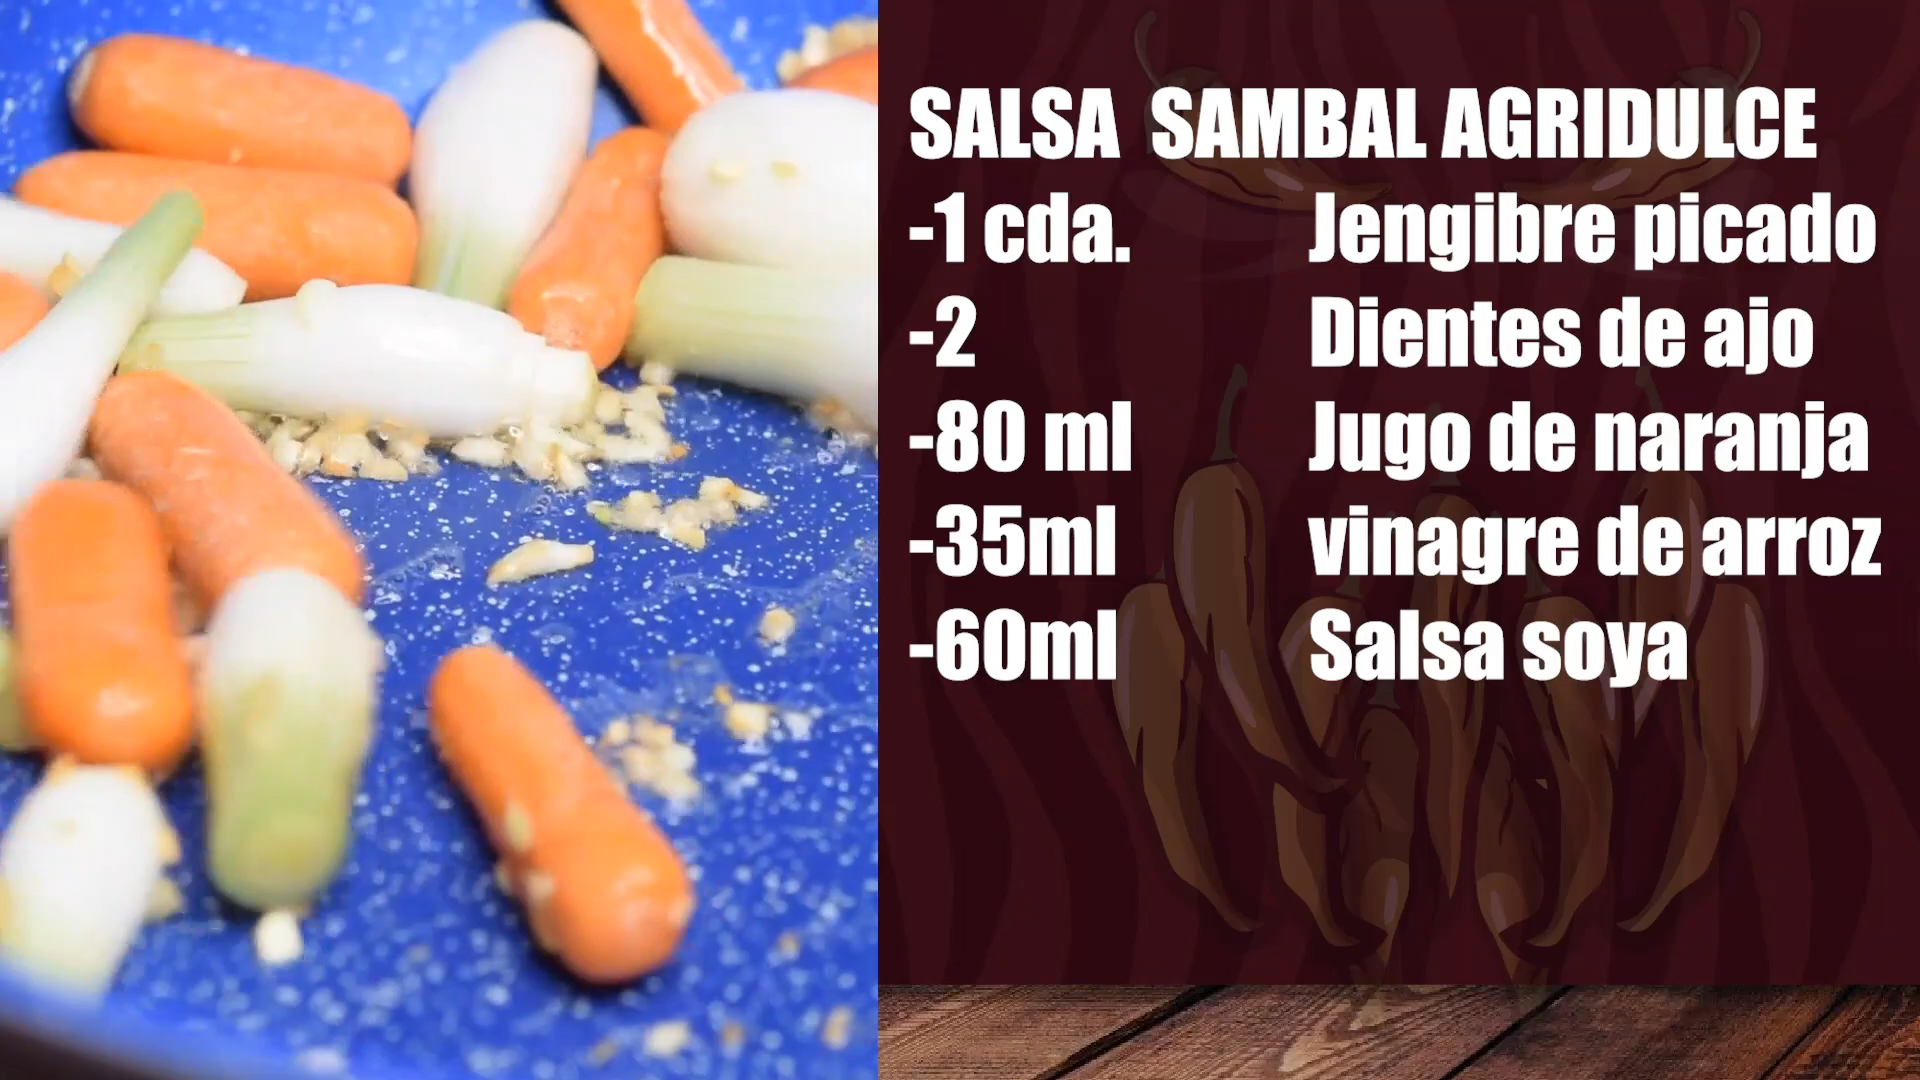 SALSA SAMBAL AGRIDULCE
-1 cda. Jengibre picado
-2 Dientes de ajo
-80 ml Jugo de naranja
-35ml vinagre de arroz
-60ml Salsa soya